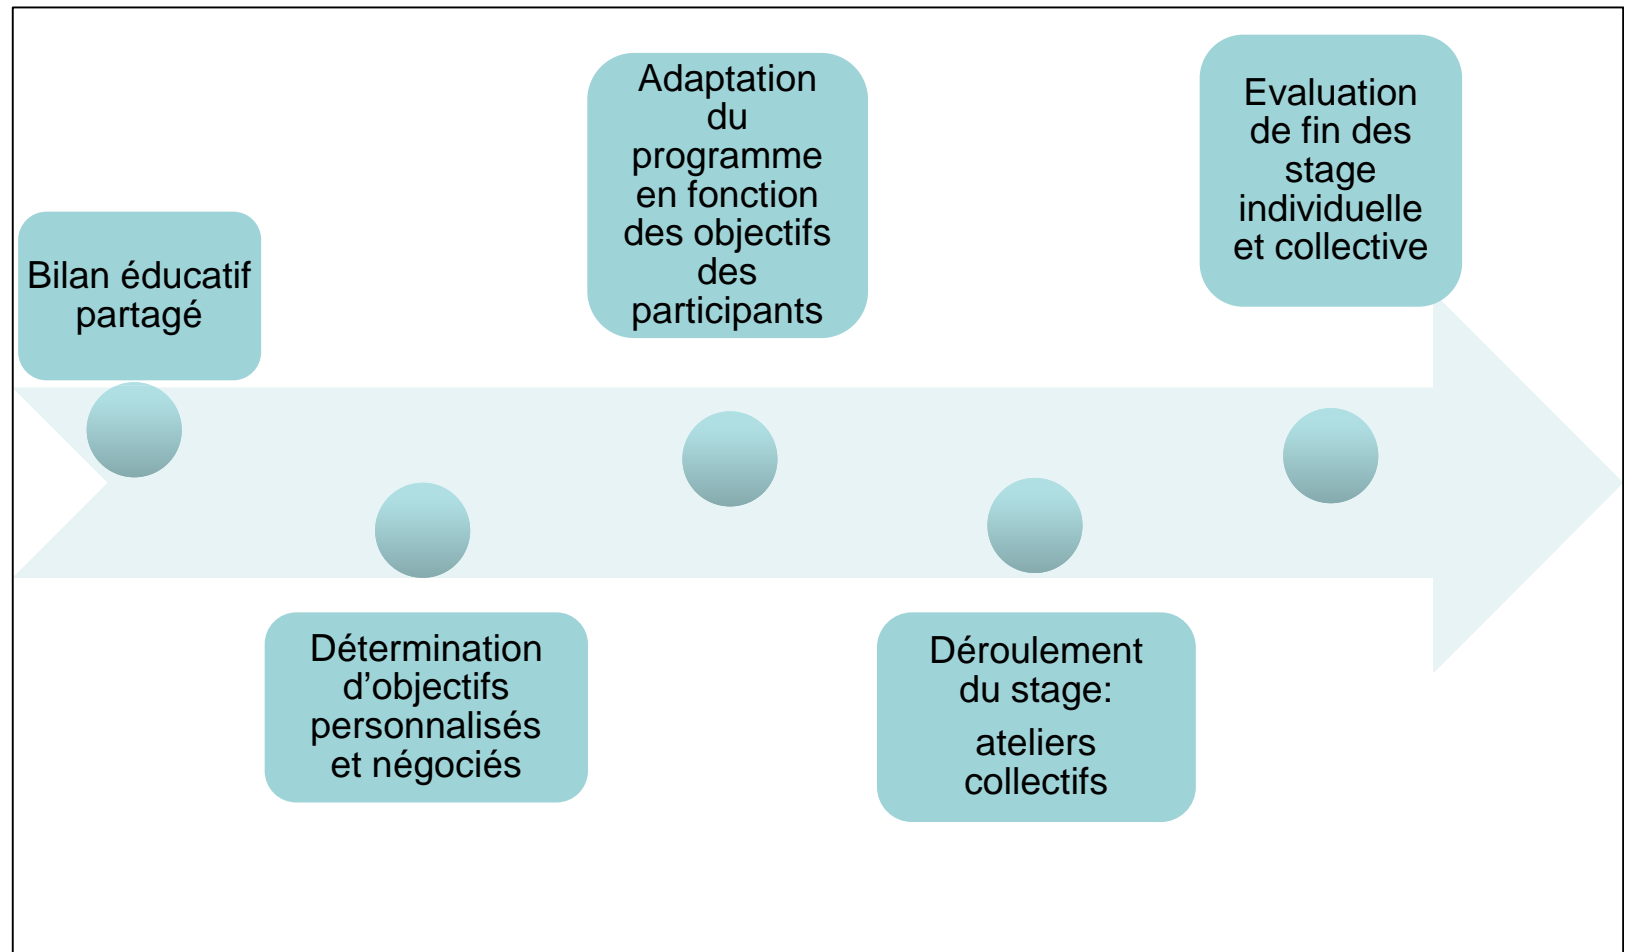 Bilan éducatif
partagé
Détermination
d’objectifs
personnalisés
et négociés
Adaptation
du
programme
en fonction
des objectifs
des
participants
Déroulement
du stage:
ateliers
collectifs
Evaluation
de fin des
stage
individuelle
et collective